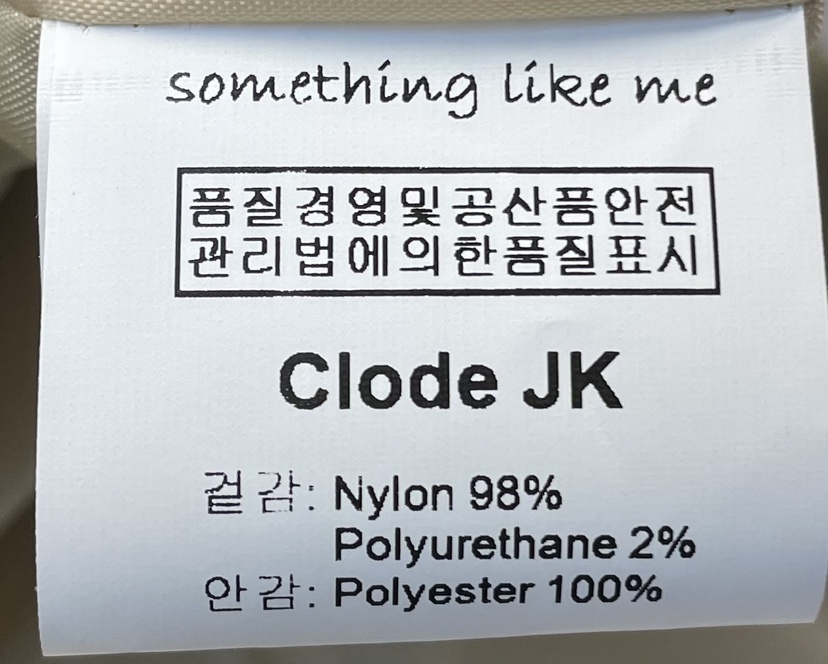 something like me
품질경영및공산품안전
관리법에의한품질표시
Clode JK
겉감: Nylon 98%
Polyurethane 2%
안감: Polyester 100%